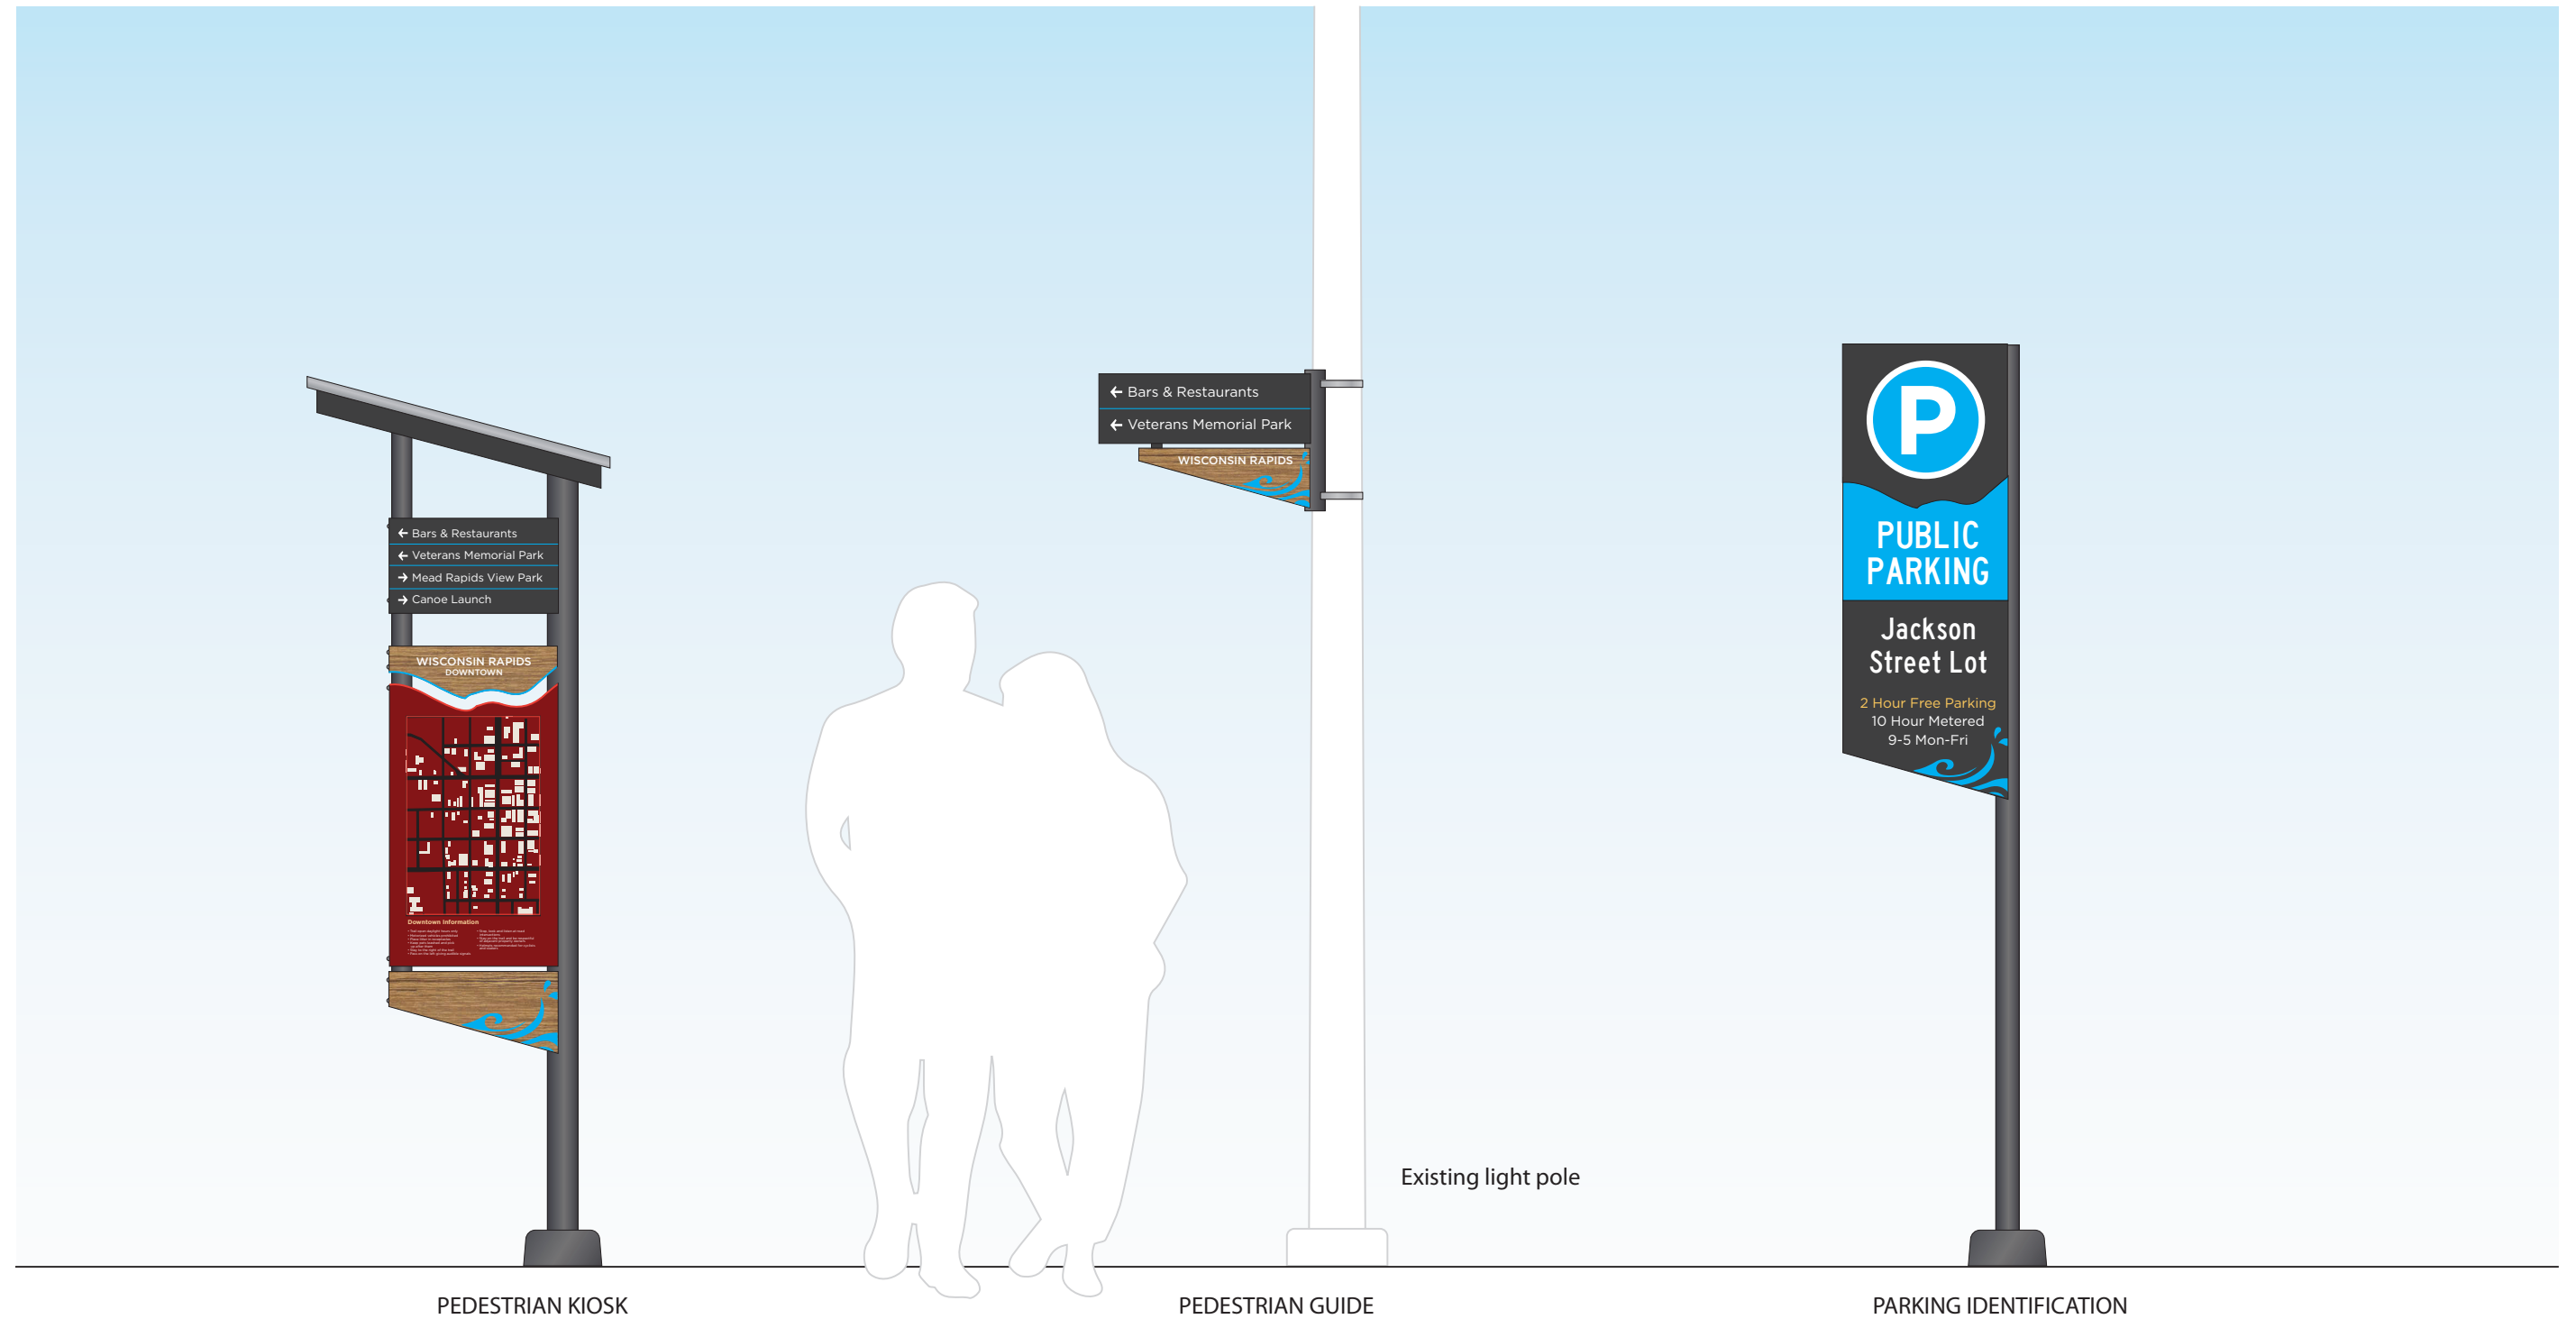 ← Bars & Restaurants
← Veterans Memorial Park
→ Mead Rapids View Park
→ Canoe Launch
WISCONSIN RAPIDS
DOWNTOWN
Downtown Information
← Bars & Restaurants
← Veterans Memorial Park
WISCONSIN RAPIDS
P
PUBLIC
PARKING
Jackson
Street Lot
2 Hour Free Parking
10 Hour Metered
9-5 Mon-Fri
Existing light pole
PEDESTRIAN KIOSK
PEDESTRIAN GUIDE
PARKING IDENTIFICATION